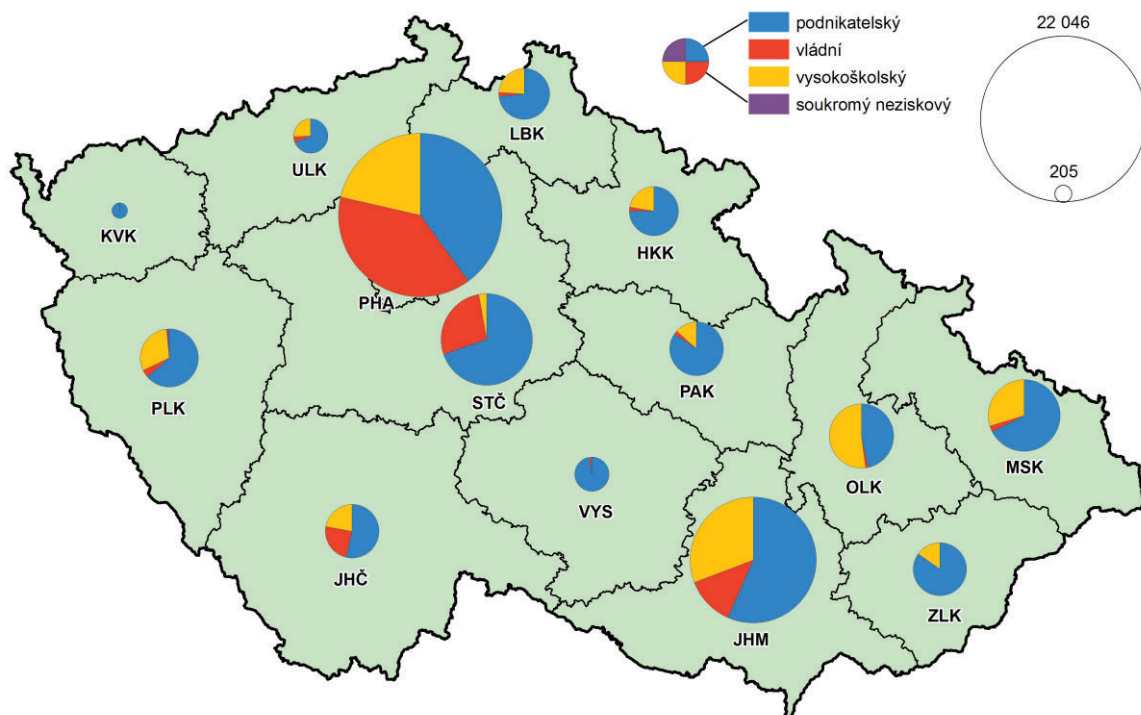 podnikatelský
vládní
vysokoškolský
soukromý neziskový
22 046
205
LBK
ULK
KVK
HKK
PHA
PLK
STČ
PAK
MSK
OLK
VYS
JHČ
ZLK
JHM